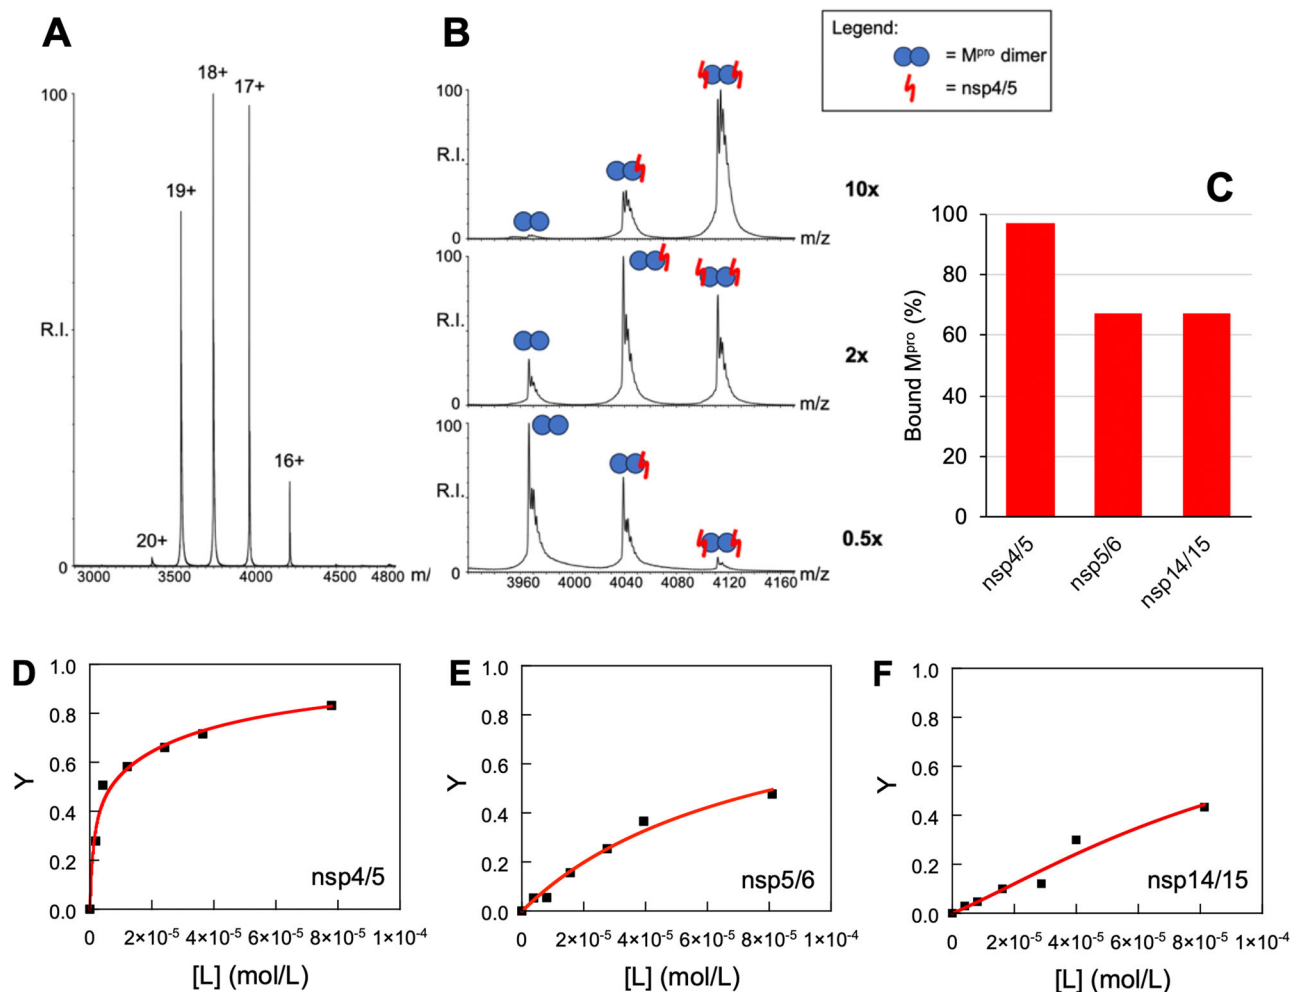 A
100
R.I.
20+
19+
18+
17+
16+
3000 3500 4000 4500 4800 m/
B
Legend:
= Mᵖʳᵒ dimer
= nsp4/5
100
R.I.
0
m/z
10x
100
R.I.
0
m/z
2x
100
R.I.
0
3960 4000 4040 4080 4120 4160 m/z
0.5x
C
Bound Mᵖʳᵒ (%)
100
80
60
40
20
0
nsp4/5
nsp5/6
nsp14/15
D
Y
1.0
0.8
0.6
0.4
0.2
0.0
nsp4/5
0 2×10⁻⁵ 4×10⁻⁵ 6×10⁻⁵ 8×10⁻⁵ 1×10⁻⁴
[L] (mol/L)
E
Y
1.0
0.8
0.6
0.4
0.2
0.0
nsp5/6
0 2×10⁻⁵ 4×10⁻⁵ 6×10⁻⁵ 8×10⁻⁵ 1×10⁻⁴
[L] (mol/L)
F
Y
1.0
0.8
0.6
0.4
0.2
0.0
nsp14/15
0 2×10⁻⁵ 4×10⁻⁵ 6×10⁻⁵ 8×10⁻⁵ 1×10⁻⁴
[L] (mol/L)